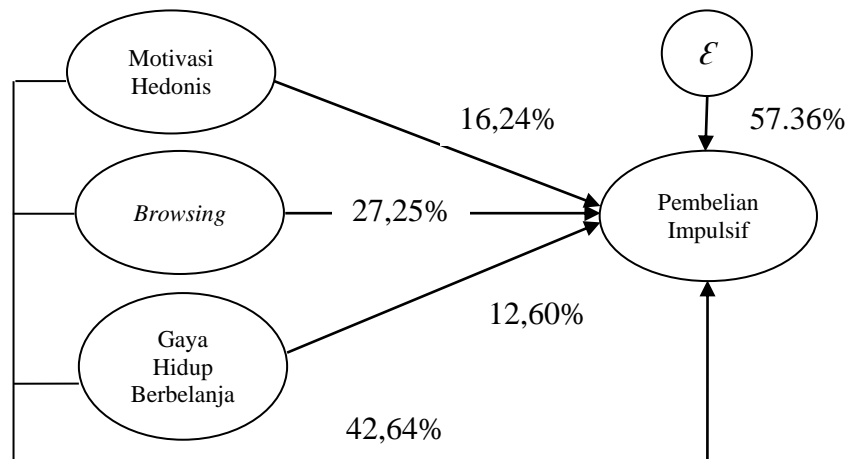 Motivasi
Hedonis
ε
16,24%
57.36%
Browsing
27,25%
Pembelian
Impulsif
12,60%
Gaya
Hidup
Berbelanja
42,64%